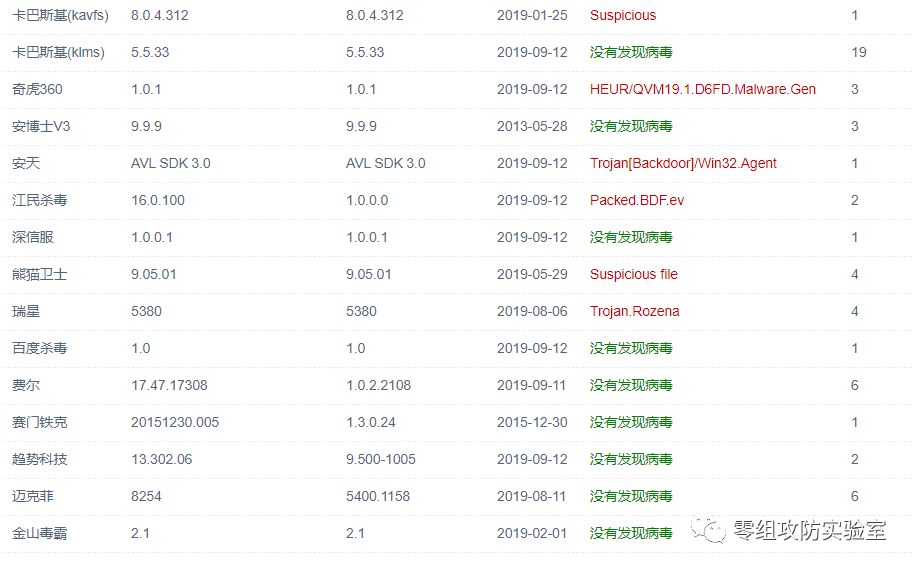 卡巴斯基(kavfs) 8.0.4.312 8.0.4.312 2019-01-25 Suspicious 1
卡巴斯基(klms) 5.5.33 5.5.33 2019-09-12 没有发现病毒 19
奇虎360 1.0.1 1.0.1 2019-09-12 HEUR/QVM19.1.D6FD.Malware.Gen 3
安博士V3 9.9.9 9.9.9 2013-05-28 没有发现病毒 3
安天 AVL SDK 3.0 AVL SDK 3.0 2019-09-12 Trojan[Backdoor]/Win32.Agent 1
江民杀毒 16.0.100 1.0.0.0 2019-09-12 Packed.BDF.ev 2
深信服 1.0.0.1 1.0.0.1 2019-09-12 没有发现病毒 1
熊猫卫士 9.05.01 9.05.01 2019-05-29 Suspicious file 4
瑞星 5380 5380 2019-08-06 Trojan.Rozena 4
百度杀毒 1.0 1.0 2019-09-12 没有发现病毒 1
费尔 17.47.17308 1.0.2.2108 2019-09-11 没有发现病毒 6
赛门铁克 20151230.005 1.3.0.24 2015-12-30 没有发现病毒 1
趋势科技 13.302.06 9.500-1005 2019-09-12 没有发现病毒 2
迈克菲 8254 5400.1158 2019-08-11 没有发现病毒 6
金山毒霸 2.1 2.1 2019-02-01 没有发现病毒
零组攻防实验室